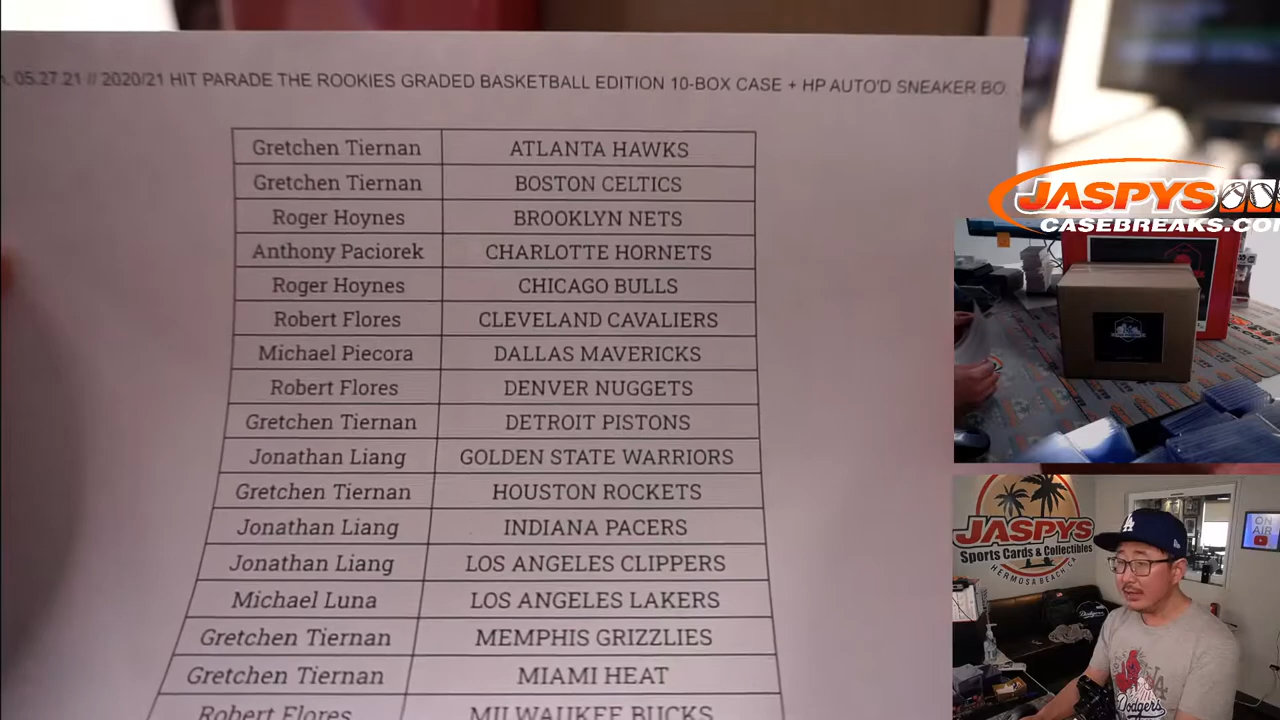 05.27.21 // 2020/21 HIT PARADE THE ROOKIES GRADED BASKETBALL EDITION 10-BOX CASE + HP AUTO'D SNEAKER BO
Gretchen Tiernan ATLANTA HAWKS
Gretchen Tiernan BOSTON CELTICS
Roger Hoynes BROOKLYN NETS
Anthony Paciorek CHARLOTTE HORNETS
Roger Hoynes CHICAGO BULLS
Robert Flores CLEVELAND CAVALIERS
Michael Piecora DALLAS MAVERICKS
Robert Flores DENVER NUGGETS
Gretchen Tiernan DETROIT PISTONS
Jonathan Liang GOLDEN STATE WARRIORS
Gretchen Tiernan HOUSTON ROCKETS
Jonathan Liang INDIANA PACERS
Jonathan Liang LOS ANGELES CLIPPERS
Michael Luna LOS ANGELES LAKERS
Gretchen Tiernan MEMPHIS GRIZZLIES
Gretchen Tiernan MIAMI HEAT
Robert Flores MILWAUKEE BUCKS
JASPYS
CASEBREAKS.COM
JASPYS
Sports Cards & Collectibles
HERMOSA BEACH CA
ON
AIR
LA
Dodgers